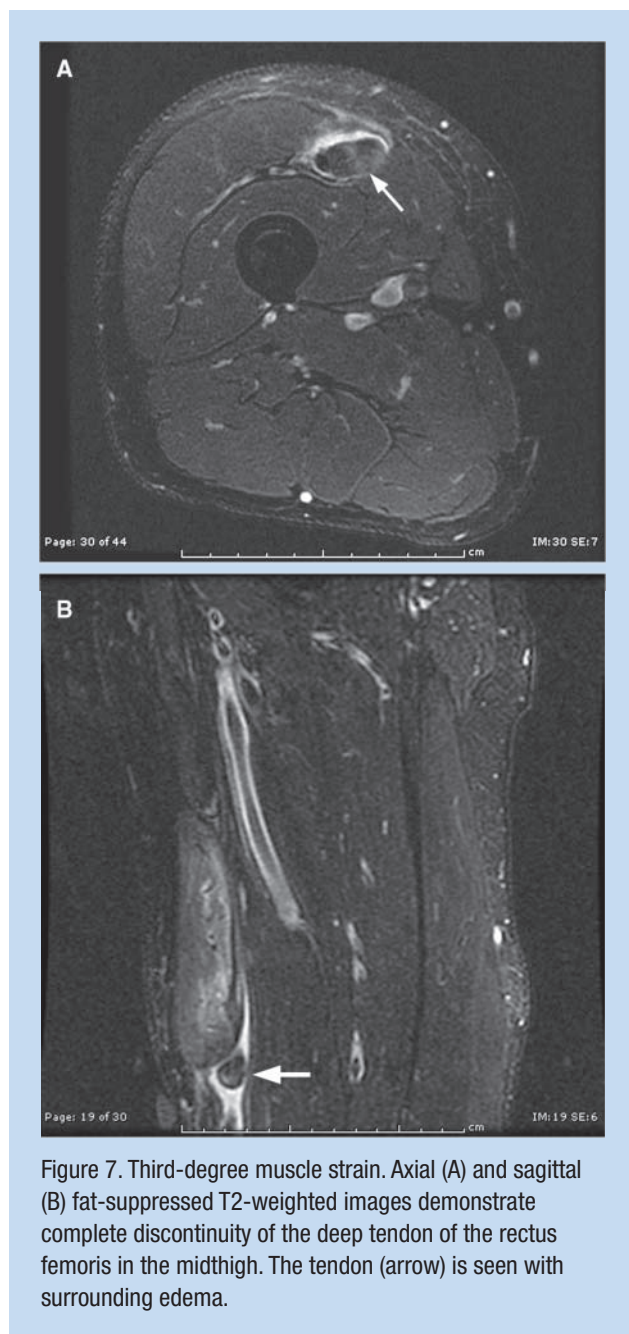 A
Page: 30 of 44
cm
IM:30 SE:7
B
Page: 19 of 30
cm
IM:19 SE:6
Figure 7. Third-degree muscle strain. Axial (A) and sagittal
(B) fat-suppressed T2-weighted images demonstrate
complete discontinuity of the deep tendon of the rectus
femoris in the midthigh. The tendon (arrow) is seen with
surrounding edema.